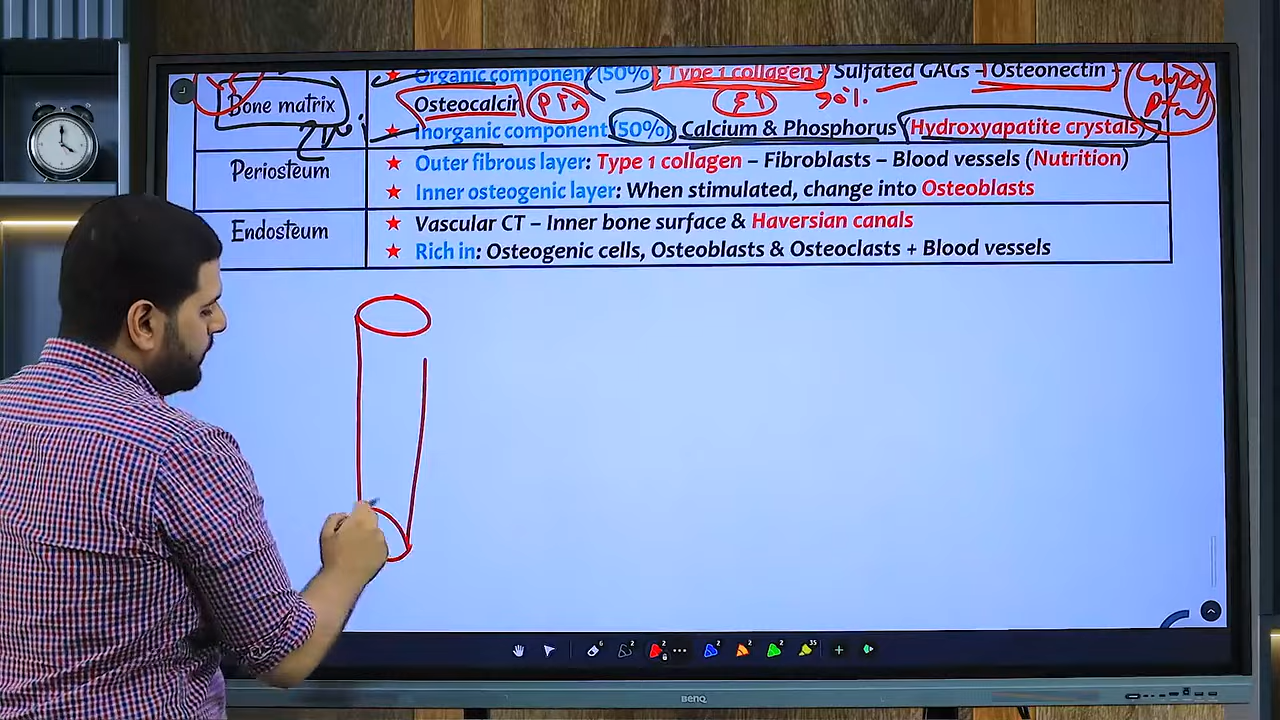 Organic component (50%): Type 1 collagen - Sulfated GAGs - Osteonectin -
Bone matrix
Osteocalcin
PTn
ET
90%
Inorganic component (50%): Calcium & Phosphorus (Hydroxyapatite crystals)
Periosteum
Outer fibrous layer: Type 1 collagen – Fibroblasts – Blood vessels (Nutrition)
Inner osteogenic layer: When stimulated, change into Osteoblasts
Endosteum
Vascular CT – Inner bone surface & Haversian canals
Rich in: Osteogenic cells, Osteoblasts & Osteoclasts + Blood vessels
BenQ